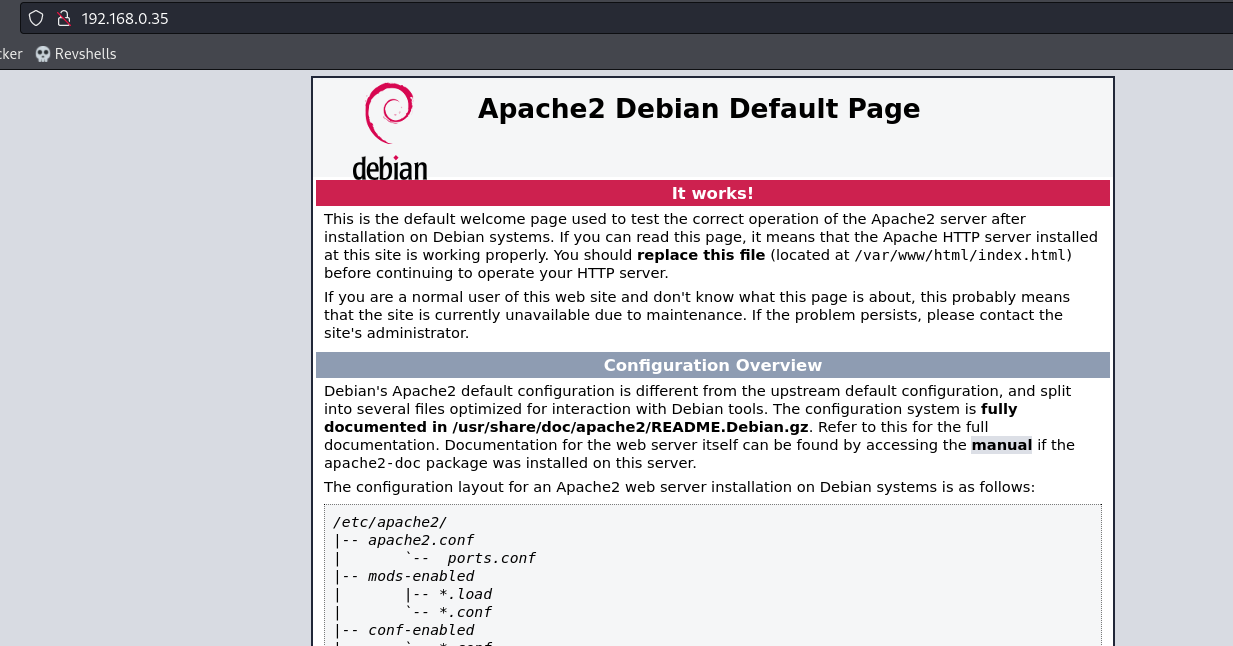 192.168.0.35
cker Revshells
Apache2 Debian Default Page
debian
It works!
This is the default welcome page used to test the correct operation of the Apache2 server after
installation on Debian systems. If you can read this page, it means that the Apache HTTP server installed
at this site is working properly. You should replace this file (located at /var/www/html/index.html)
before continuing to operate your HTTP server.
If you are a normal user of this web site and don't know what this page is about, this probably means
that the site is currently unavailable due to maintenance. If the problem persists, please contact the
site's administrator.
Configuration Overview
Debian's Apache2 default configuration is different from the upstream default configuration, and split
into several files optimized for interaction with Debian tools. The configuration system is fully
documented in /usr/share/doc/apache2/README.Debian.gz. Refer to this for the full
documentation. Documentation for the web server itself can be found by accessing the manual if the
apache2-doc package was installed on this server.
The configuration layout for an Apache2 web server installation on Debian systems is as follows:
/etc/apache2/
|-- apache2.conf
|       `--  ports.conf
|-- mods-enabled
|       |-- *.load
|       `-- *.conf
|-- conf-enabled
|       `-- *.conf